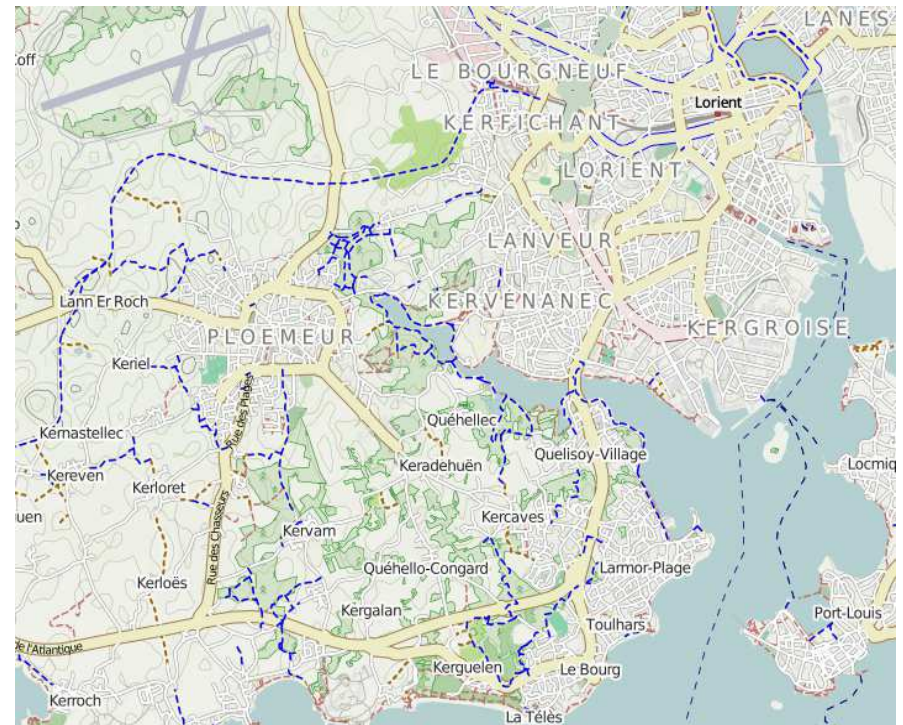 LANES
LE BOURGNEUF
Lorient
KERFICHANT
LORIENT
LANVEUR
Lann Er Roch
KERVENANEC
PLOEMEUR
KERGROISE
Keriel
Rue des Plages
Quéhellec
Kemastellec
Quelisoy-Village
Keradehuën
Kereven
Kerloret
Kercaves
Kervam
Rue des Chasseurs
Quéhello-Congard
Larmor-Plage
Kerloës
Kergalan
Toulhars
Port-Louis
de l'Atlantique
Kerguelen
Le Bourg
Kerroch
La Télès